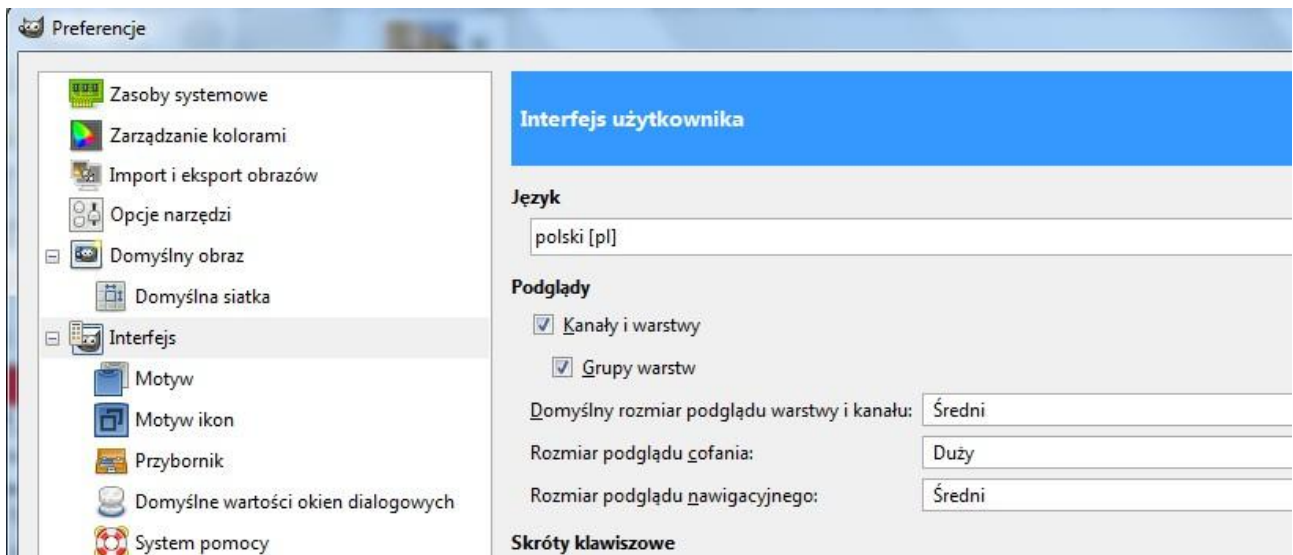 Preferencje
Zasoby systemowe
Zarządzanie kolorami
Import i eksport obrazów
Opcje narzędzi
Domyślny obraz
Domyślna siatka
Interfejs
Motyw
Motyw ikon
Przybornik
Domyślne wartości okien dialogowych
System pomocy
Interfejs użytkownika
Język
polski [pl]
Podglądy
Kanały i warstwy
Grupy warstw
Domyślny rozmiar podglądu warstwy i kanału: Średni
Rozmiar podglądu cofania: Duży
Rozmiar podglądu nawigacyjnego: Średni
Skróty klawiszowe